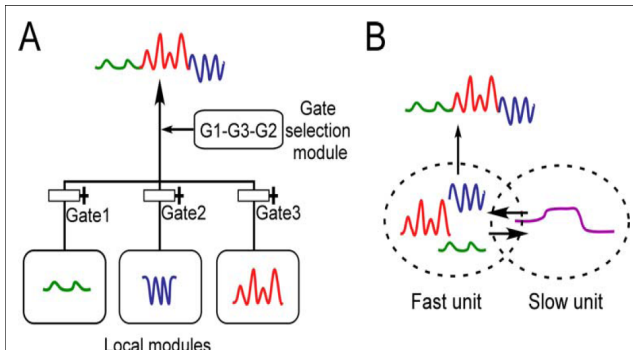 A
B
G1-G3-G2
Gate
selection
module
Gate1
Gate2
Gate3
Local modules
Fast unit
Slow unit